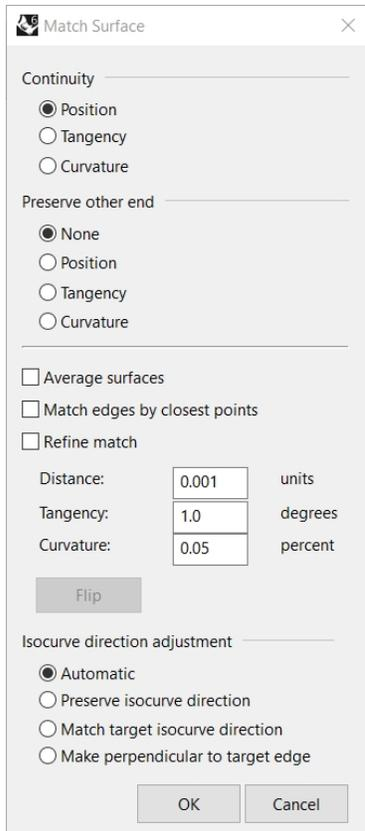 Match Surface
Continuity
Position
Tangency
Curvature
Preserve other end
None
Position
Tangency
Curvature
Average surfaces
Match edges by closest points
Refine match
Distance: 0.001 units
Tangency: 1.0 degrees
Curvature: 0.05 percent
Flip
Isocurve direction adjustment
Automatic
Preserve isocurve direction
Match target isocurve direction
Make perpendicular to target edge
OK Cancel